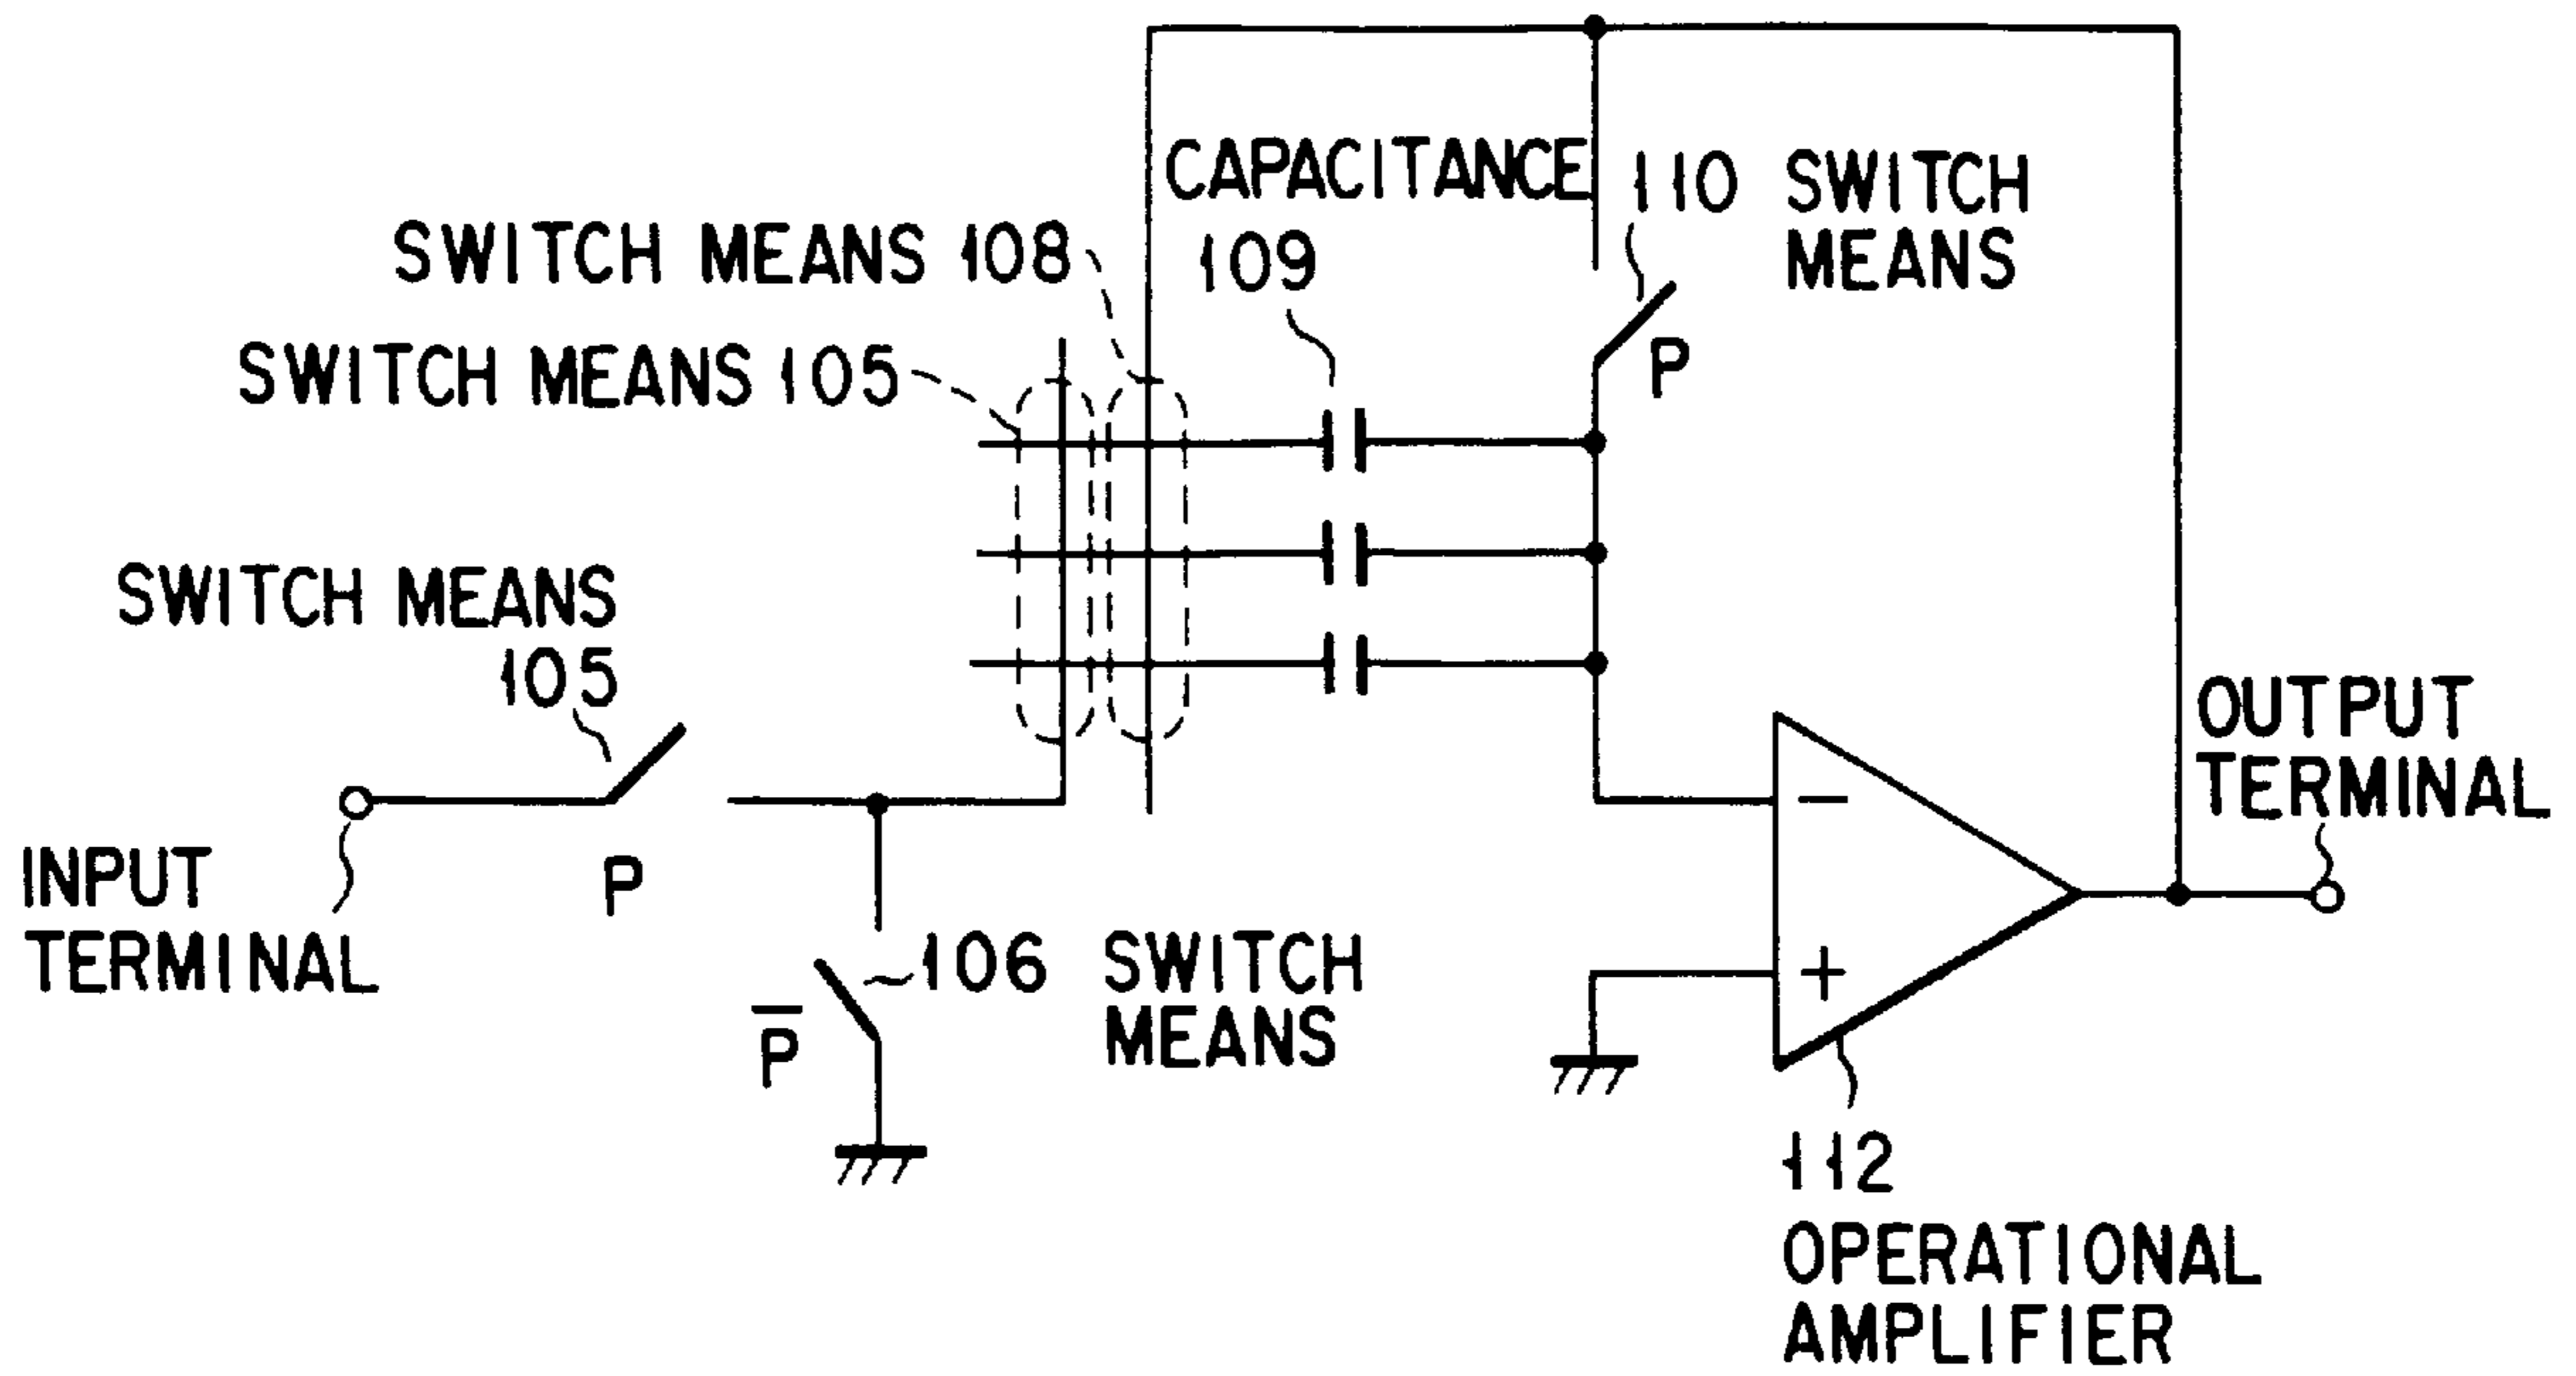 CAPACITANCE
109
110 SWITCH
MEANS
SWITCH MEANS 108
SWITCH MEANS 105
P
SWITCH MEANS
105
INPUT
TERMINAL
P
P̅
106 SWITCH
MEANS
−
+
OUTPUT
TERMINAL
112
OPERATIONAL
AMPLIFIER